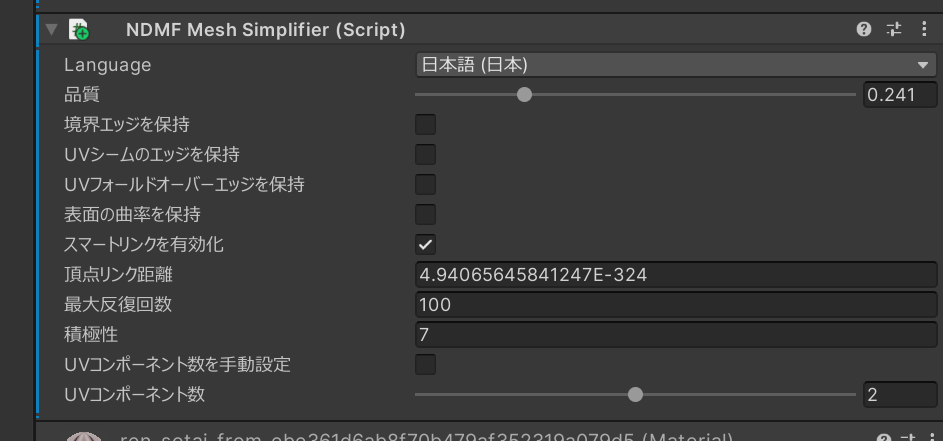 NDMF Mesh Simplifier (Script)
Language 日本語 (日本)
品質 0.241
境界エッジを保持
UVシームのエッジを保持
UVフォールドオーバーエッジを保持
表面の曲率を保持
スマートリンクを有効化
頂点リンク距離 4.94065645841247E-324
最大反復回数 100
積極性 7
UVコンポーネント数を手動設定
UVコンポーネント数 2